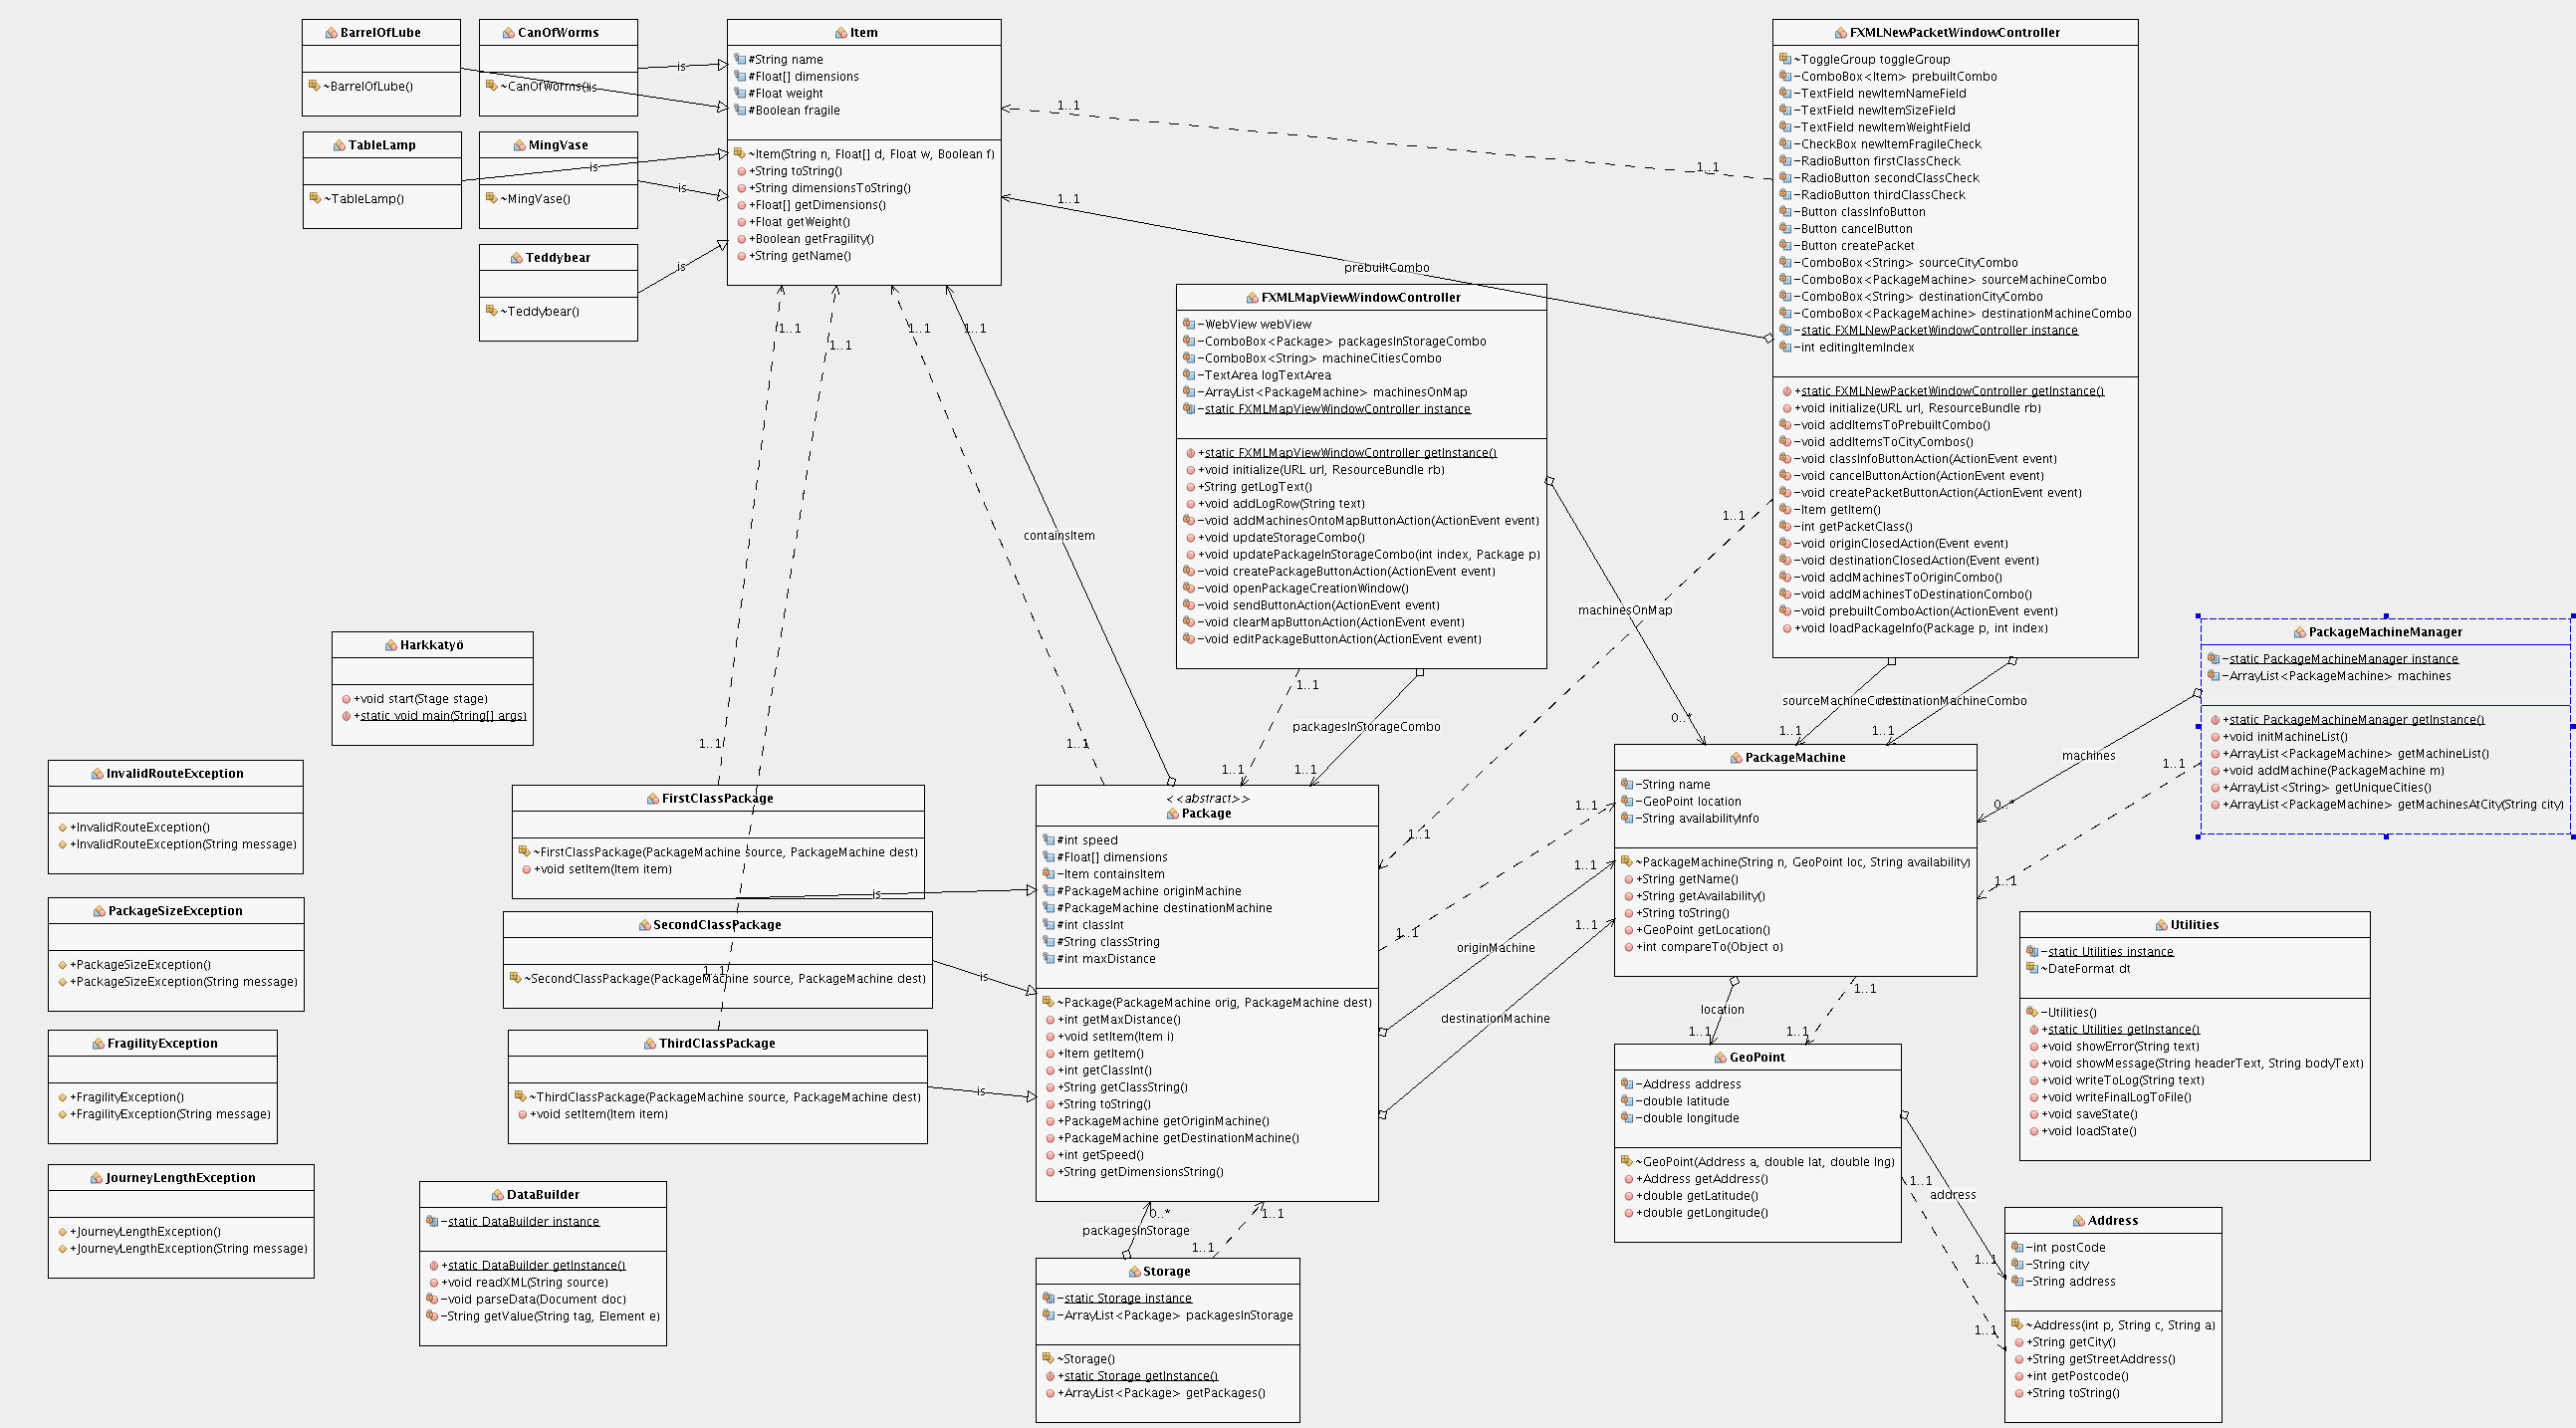 BarrelOfLube
~BarrelOfLube()
CanOfWorms
~CanOfWorms()
TableLamp
~TableLamp()
MingVase
~MingVase()
Teddybear
~Teddybear()
is
is
is
is
is
Item
#String name
#Float[] dimensions
#Float weight
#Boolean fragile
~Item(String n, Float[] d, Float w, Boolean f)
+String toString()
+String dimensionsToString()
+Float[] getDimensions()
+Float getWeight()
+Boolean getFragility()
+String getName()
1..1
1..1
1..1
prebuiltCombo
1..1
1..1
1..1
1..1
containsItem
FXMLMapViewWindowController
-WebView webView
-ComboBox<Package> packagesInStorageCombo
-ComboBox<String> machineCitiesCombo
-TextArea logTextArea
-ArrayList<PackageMachine> machinesOnMap
-static FXMLMapViewWindowController instance
+static FXMLMapViewWindowController getInstance()
+void initialize(URL url, ResourceBundle rb)
+String getLogText()
+void addLogRow(String text)
-void addMachinesOntoMapButtonAction(ActionEvent event)
+void updateStorageCombo()
+void updatePackageInStorageCombo(int index, Package p)
-void createPackageButtonAction(ActionEvent event)
-void openPackageCreationWindow()
-void sendButtonAction(ActionEvent event)
-void clearMapButtonAction(ActionEvent event)
-void editPackageButtonAction(ActionEvent event)
FXMLNewPacketWindowController
~ToggleGroup toggleGroup
-ComboBox<Item> prebuiltCombo
-TextField newItemNameField
-TextField newItemSizeField
-TextField newItemWeightField
-CheckBox newItemFragileCheck
-RadioButton firstClassCheck
-RadioButton secondClassCheck
-RadioButton thirdClassCheck
-Button classInfoButton
-Button cancelButton
-Button createPacket
-ComboBox<String> sourceCityCombo
-ComboBox<PackageMachine> sourceMachineCombo
-ComboBox<String> destinationCityCombo
-ComboBox<PackageMachine> destinationMachineCombo
-static FXMLNewPacketWindowController instance
-int editingItemIndex
+static FXMLNewPacketWindowController getInstance()
+void initialize(URL url, ResourceBundle rb)
-void addItemsToPrebuiltCombo()
-void addItemsToCityCombos()
-void classInfoButtonAction(ActionEvent event)
-void cancelButtonAction(ActionEvent event)
-void createPacketButtonAction(ActionEvent event)
-Item getItem()
-int getPacketClass()
-void originClosedAction(Event event)
-void destinationClosedAction(Event event)
-void addMachinesToOriginCombo()
-void addMachinesToDestinationCombo()
-void prebuiltComboAction(ActionEvent event)
+void loadPackageInfo(Package p, int index)
1..1
machinesOnMap
0..*
sourceMachineCom
destinationMachineCombo
1..1
1..1
1..1
packagesInStorageCombo
1..1
1..1
PackageMachineManager
-static PackageMachineManager instance
-ArrayList<PackageMachine> machines
+static PackageMachineManager getInstance()
+void initMachineList()
+ArrayList<PackageMachine> getMachineList()
+void addMachine(PackageMachine m)
+ArrayList<String> getUniqueCities()
+ArrayList<PackageMachine> getMachinesAtCity(String city)
machines
0..*
1..1
1..1
Harkkatyö
+void start(Stage stage)
+static void main(String[] args)
InvalidRouteException
+InvalidRouteException()
+InvalidRouteException(String message)
PackageSizeException
+PackageSizeException()
+PackageSizeException(String message)
FragilityException
+FragilityException()
+FragilityException(String message)
JourneyLengthException
+JourneyLengthException()
+JourneyLengthException(String message)
1..1
1..1
FirstClassPackage
~FirstClassPackage(PackageMachine source, PackageMachine dest)
+void setItem(Item item)
is
SecondClassPackage
~SecondClassPackage(PackageMachine source, PackageMachine dest)
1..1
is
ThirdClassPackage
~ThirdClassPackage(PackageMachine source, PackageMachine dest)
+void setItem(Item item)
is
DataBuilder
-static DataBuilder instance
+static DataBuilder getInstance()
+void readXML(String source)
-void parseData(Document doc)
-String getValue(String tag, Element e)
<<abstract>>
Package
#int speed
#Float[] dimensions
-Item containsItem
#PackageMachine originMachine
#PackageMachine destinationMachine
#int classInt
#String classString
#int maxDistance
~Package(PackageMachine orig, PackageMachine dest)
+int getMaxDistance()
+void setItem(Item i)
+Item getItem()
+int getClassInt()
+String getClassString()
+String toString()
+PackageMachine getOriginMachine()
+PackageMachine getDestinationMachine()
+int getSpeed()
+String getDimensionsString()
1..1
1..1
1..1
1..1
originMachine
1..1
destinationMachine
0..*
packagesInStorage
1..1
1..1
Storage
-static Storage instance
-ArrayList<Package> packagesInStorage
~Storage()
+static Storage getInstance()
+ArrayList<Package> getPackages()
PackageMachine
-String name
-GeoPoint location
-String availabilityInfo
~PackageMachine(String n, GeoPoint loc, String availability)
+String getName()
+String getAvailability()
+String toString()
+GeoPoint getLocation()
+int compareTo(Object o)
location
1..1
1..1
1..1
GeoPoint
-Address address
-double latitude
-double longitude
~GeoPoint(Address a, double lat, double lng)
+Address getAddress()
+double getLatitude()
+double getLongitude()
1..1
address
1..1
1..1
Utilities
-static Utilities instance
~DateFormat dt
-Utilities()
+static Utilities getInstance()
+void showError(String text)
+void showMessage(String headerText, String bodyText)
+void writeToLog(String text)
+void writeFinalLogToFile()
+void saveState()
+void loadState()
Address
-int postCode
-String city
-String address
~Address(int p, String c, String a)
+String getCity()
+String getStreetAddress()
+int getPostcode()
+String toString()